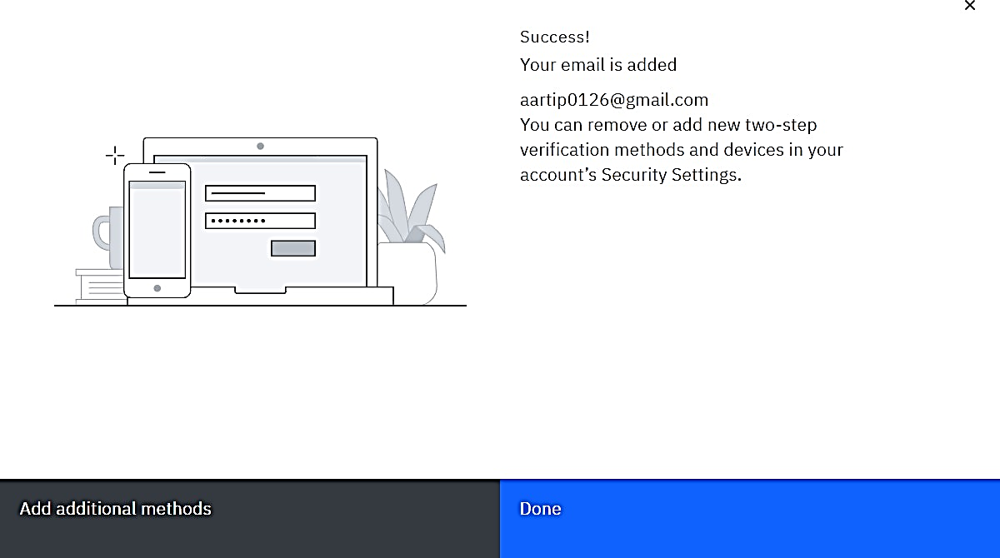 Success!
Your email is added
aartip0126@gmail.com
You can remove or add new two-step
verification methods and devices in your
account’s Security Settings.
Add additional methods
Done